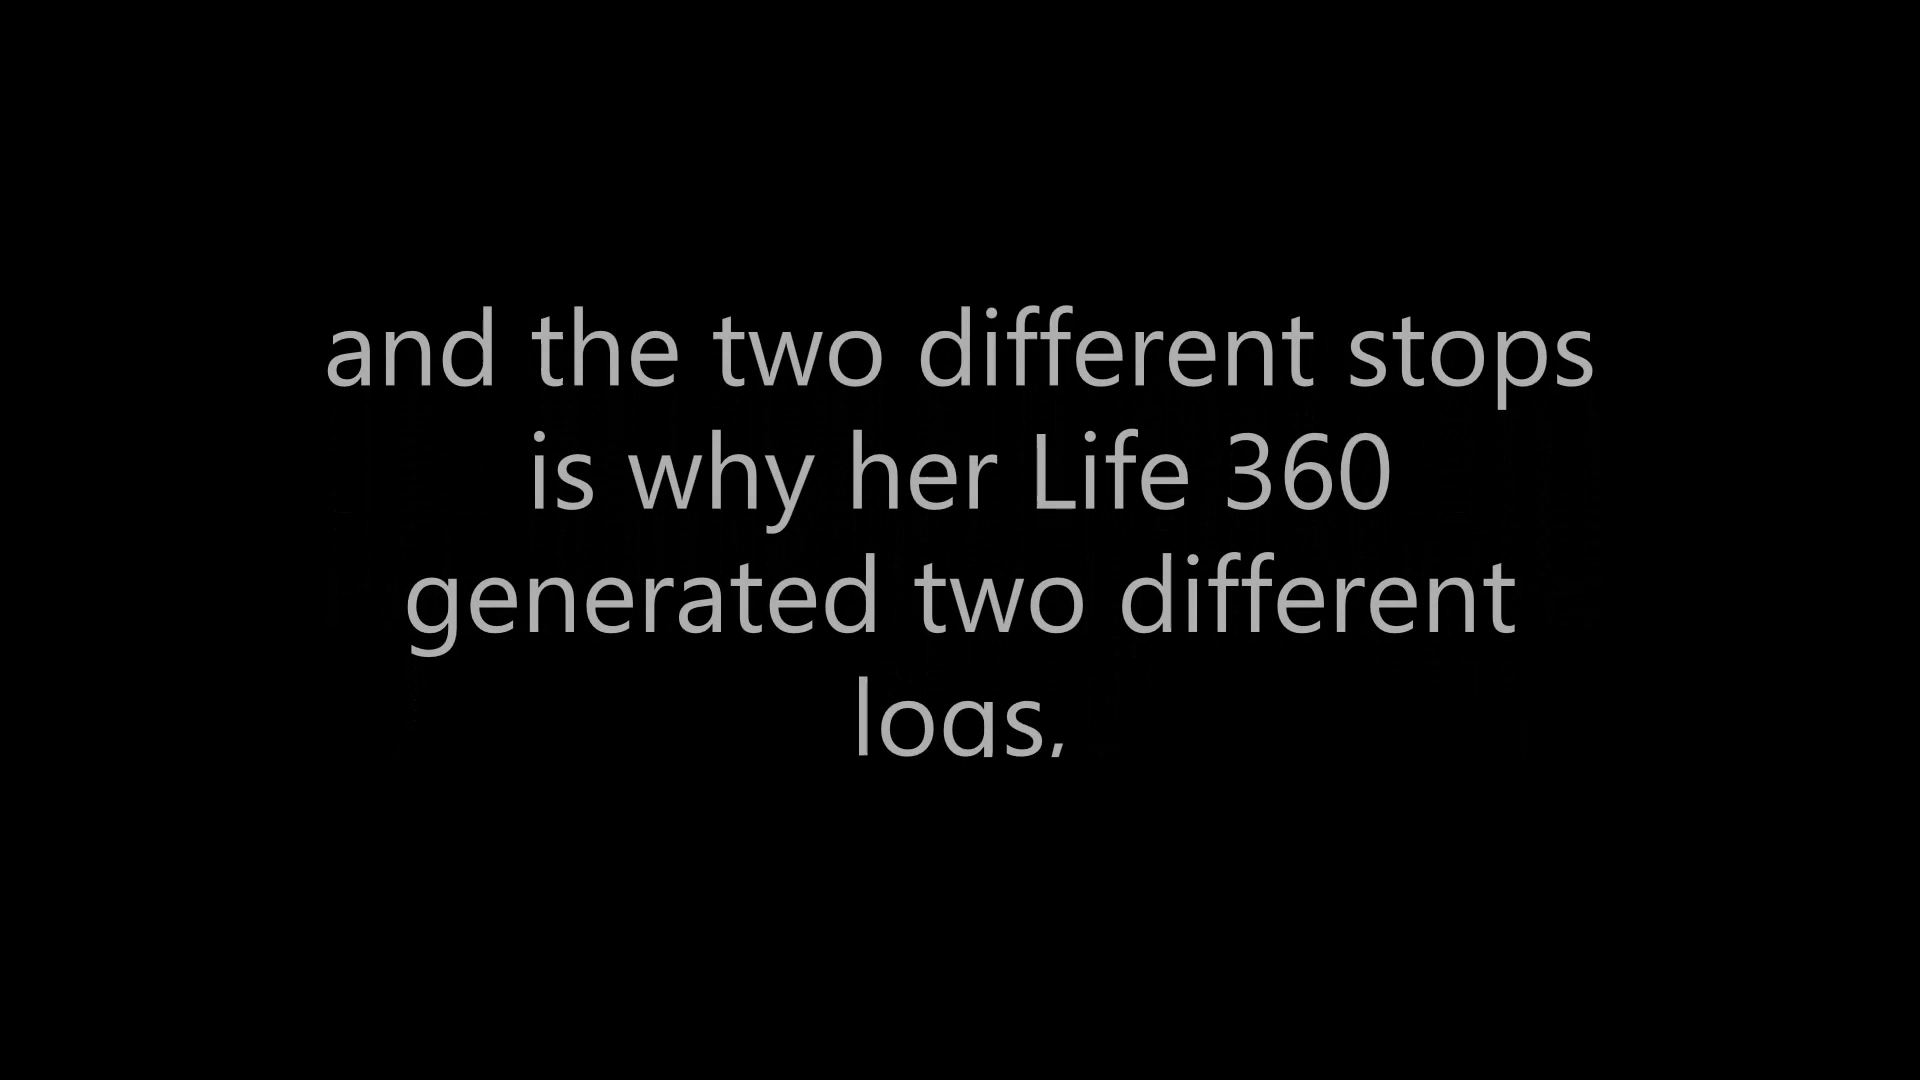 and the two different stops
is why her Life 360
generated two different
logs.